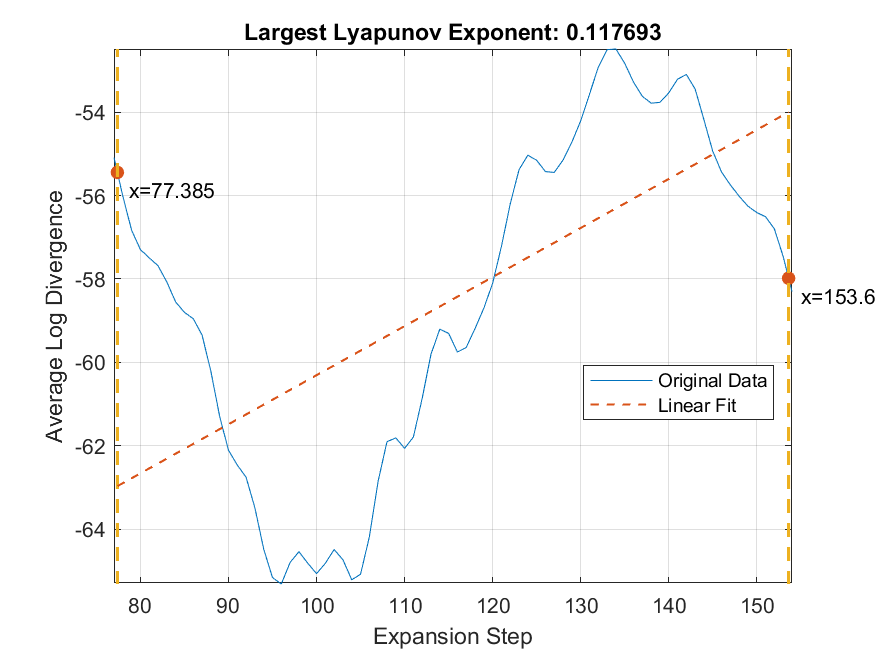 Largest Lyapunov Exponent: 0.117693
-54
-56
-58
-60
-62
-64
Average Log Divergence
x=77.385
x=153.6
Original Data
Linear Fit
80 90 100 110 120 130 140 150
Expansion Step